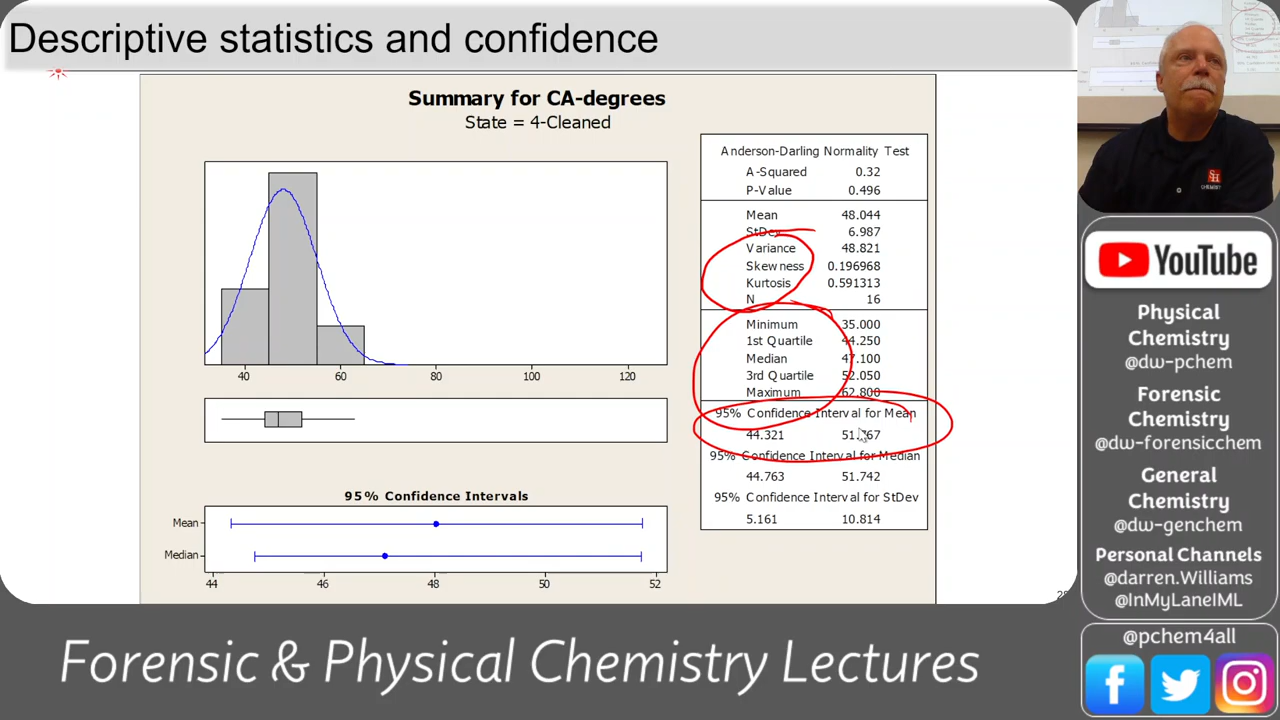 Descriptive statistics and confidence
Summary for CA-degrees
State = 4-Cleaned
40 60 80 100 120
95% Confidence Intervals
Mean
Median
44 46 48 50 52
Anderson-Darling Normality Test
A-Squared 0.32
P-Value 0.496
Mean 48.044
StDev 6.987
Variance 48.821
Skewness 0.196968
Kurtosis 0.591313
N 16
Minimum 35.000
1st Quartile 44.250
Median 47.100
3rd Quartile 52.050
Maximum 62.800
95% Confidence Interval for Mean
44.321 51.767
95% Confidence Interval for Median
44.763 51.742
95% Confidence Interval for StDev
5.161 10.814
SH
CHEMISTRY
YouTube
Physical
Chemistry
@dw-pchem
Forensic
Chemistry
@dw-forensicchem
General
Chemistry
@dw-genchem
Personal Channels
@darren.Williams
@InMyLaneIML
@pchem4all
Forensic & Physical Chemistry Lectures